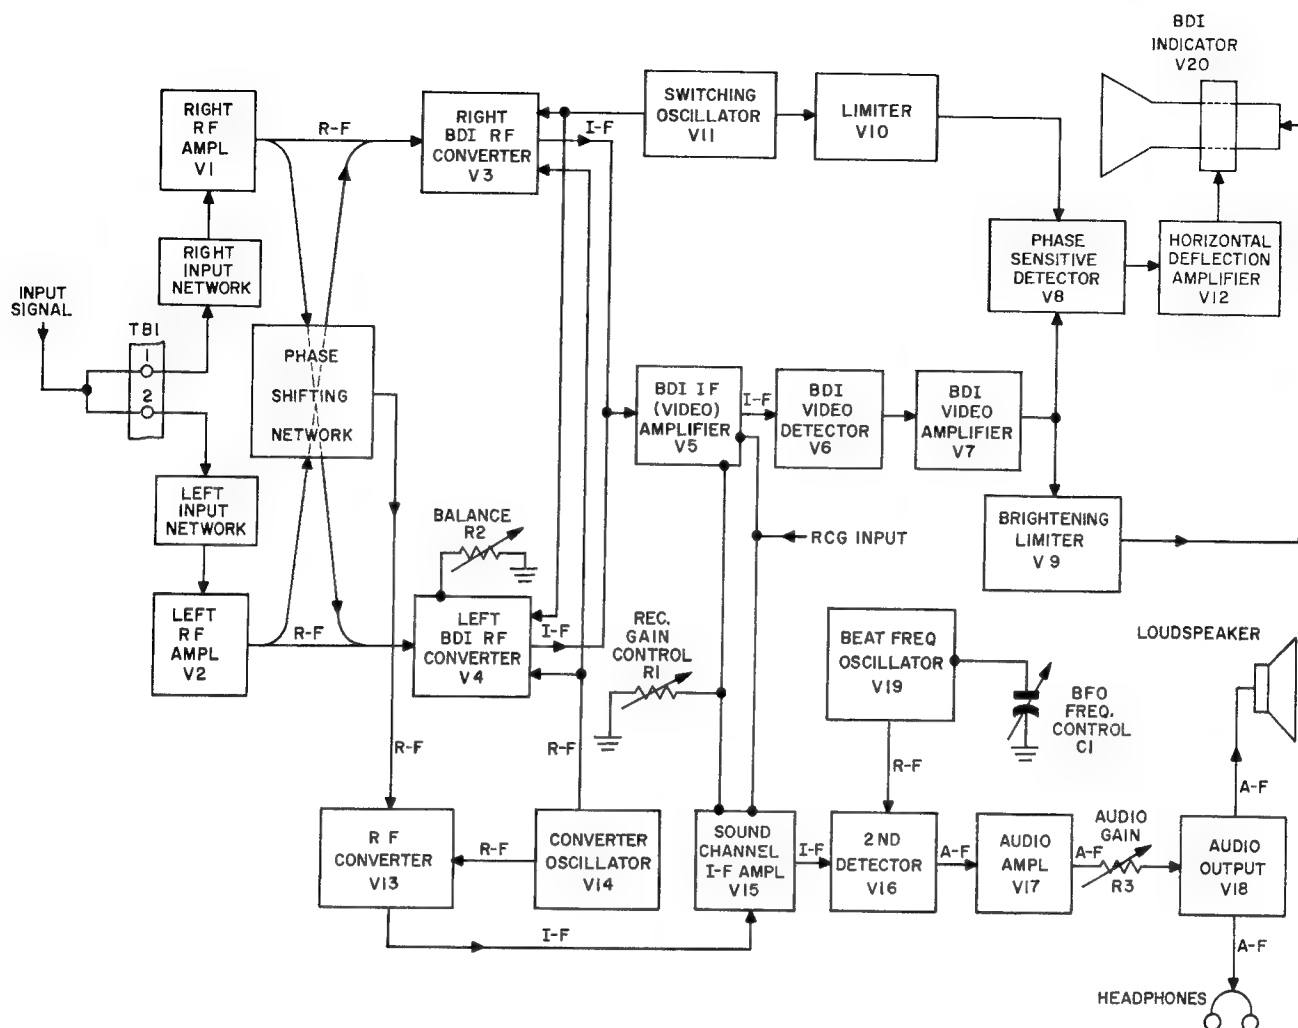 BDI
INDICATOR
V20
RIGHT
RF
AMPL
V1
R-F
RIGHT
BDI RF
CONVERTER
V3
I-F
SWITCHING
OSCILLATOR
V11
LIMITER
V10
RIGHT
INPUT
NETWORK
PHASE
SENSITIVE
DETECTOR
V8
HORIZONTAL
DEFLECTION
AMPLIFIER
V12
INPUT
SIGNAL
TB1
1
2
PHASE
SHIFTING
NETWORK
BDI IF
(VIDEO)
AMPLIFIER
V5
I-F
BDI
VIDEO
DETECTOR
V6
BDI
VIDEO
AMPLIFIER
V7
LEFT
INPUT
NETWORK
BALANCE
R2
RCG INPUT
BRIGHTENING
LIMITER
V9
LEFT
RF
AMPL
V2
R-F
LEFT
BDI RF
CONVERTER
V4
I-F
REC.
GAIN
CONTROL
R1
BEAT FREQ
OSCILLATOR
V19
BFO
FREQ.
CONTROL
C1
LOUDSPEAKER
R-F
R-F
R-F
A-F
RF
CONVERTER
V13
R-F
CONVERTER
OSCILLATOR
V14
SOUND
CHANNEL
I-F AMPL
V15
I-F
2ND
DETECTOR
V16
A-F
AUDIO
AMPL
V17
A-F
AUDIO
GAIN
R3
AUDIO
OUTPUT
V18
I-F
A-F
HEADPHONES